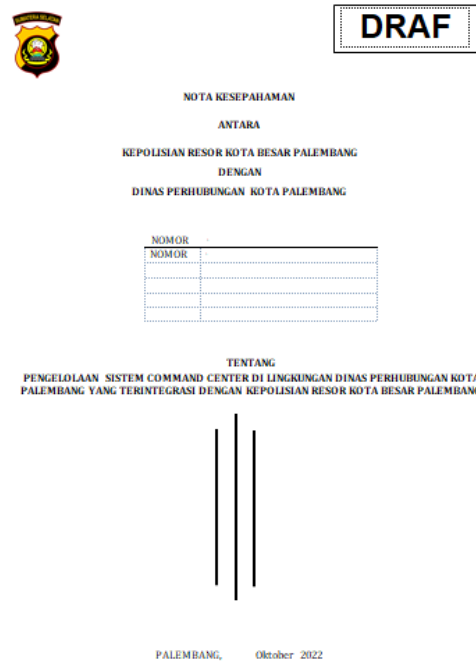 SUMATERA SELATAN
DRAF
NOTA KESEPAHAMAN
ANTARA
KEPOLISIAN RESOR KOTA BESAR PALEMBANG
DENGAN
DINAS PERHUBUNGAN KOTA PALEMBANG
NOMOR :
NOMOR :
TENTANG
PENGELOLAAN SISTEM COMMAND CENTER DI LINGKUNGAN DINAS PERHUBUNGAN KOTA
PALEMBANG YANG TERINTEGRASI DENGAN KEPOLISIAN RESOR KOTA BESAR PALEMBANG
PALEMBANG, Oktober 2022